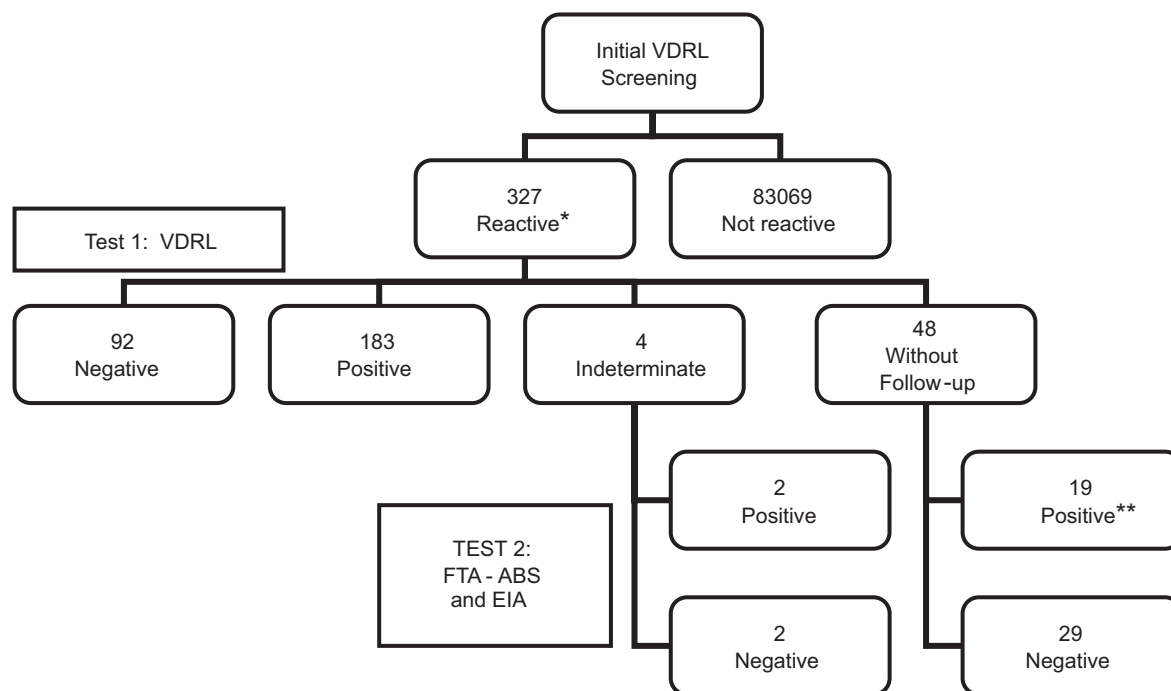 Initial VDRL
Screening
327
Reactive*
83069
Not reactive
Test 1: VDRL
92
Negative
183
Positive
4
Indeterminate
48
Without
Follow-up
2
Positive
19
Positive**
TEST 2:
FTA - ABS
and EIA
2
Negative
29
Negative